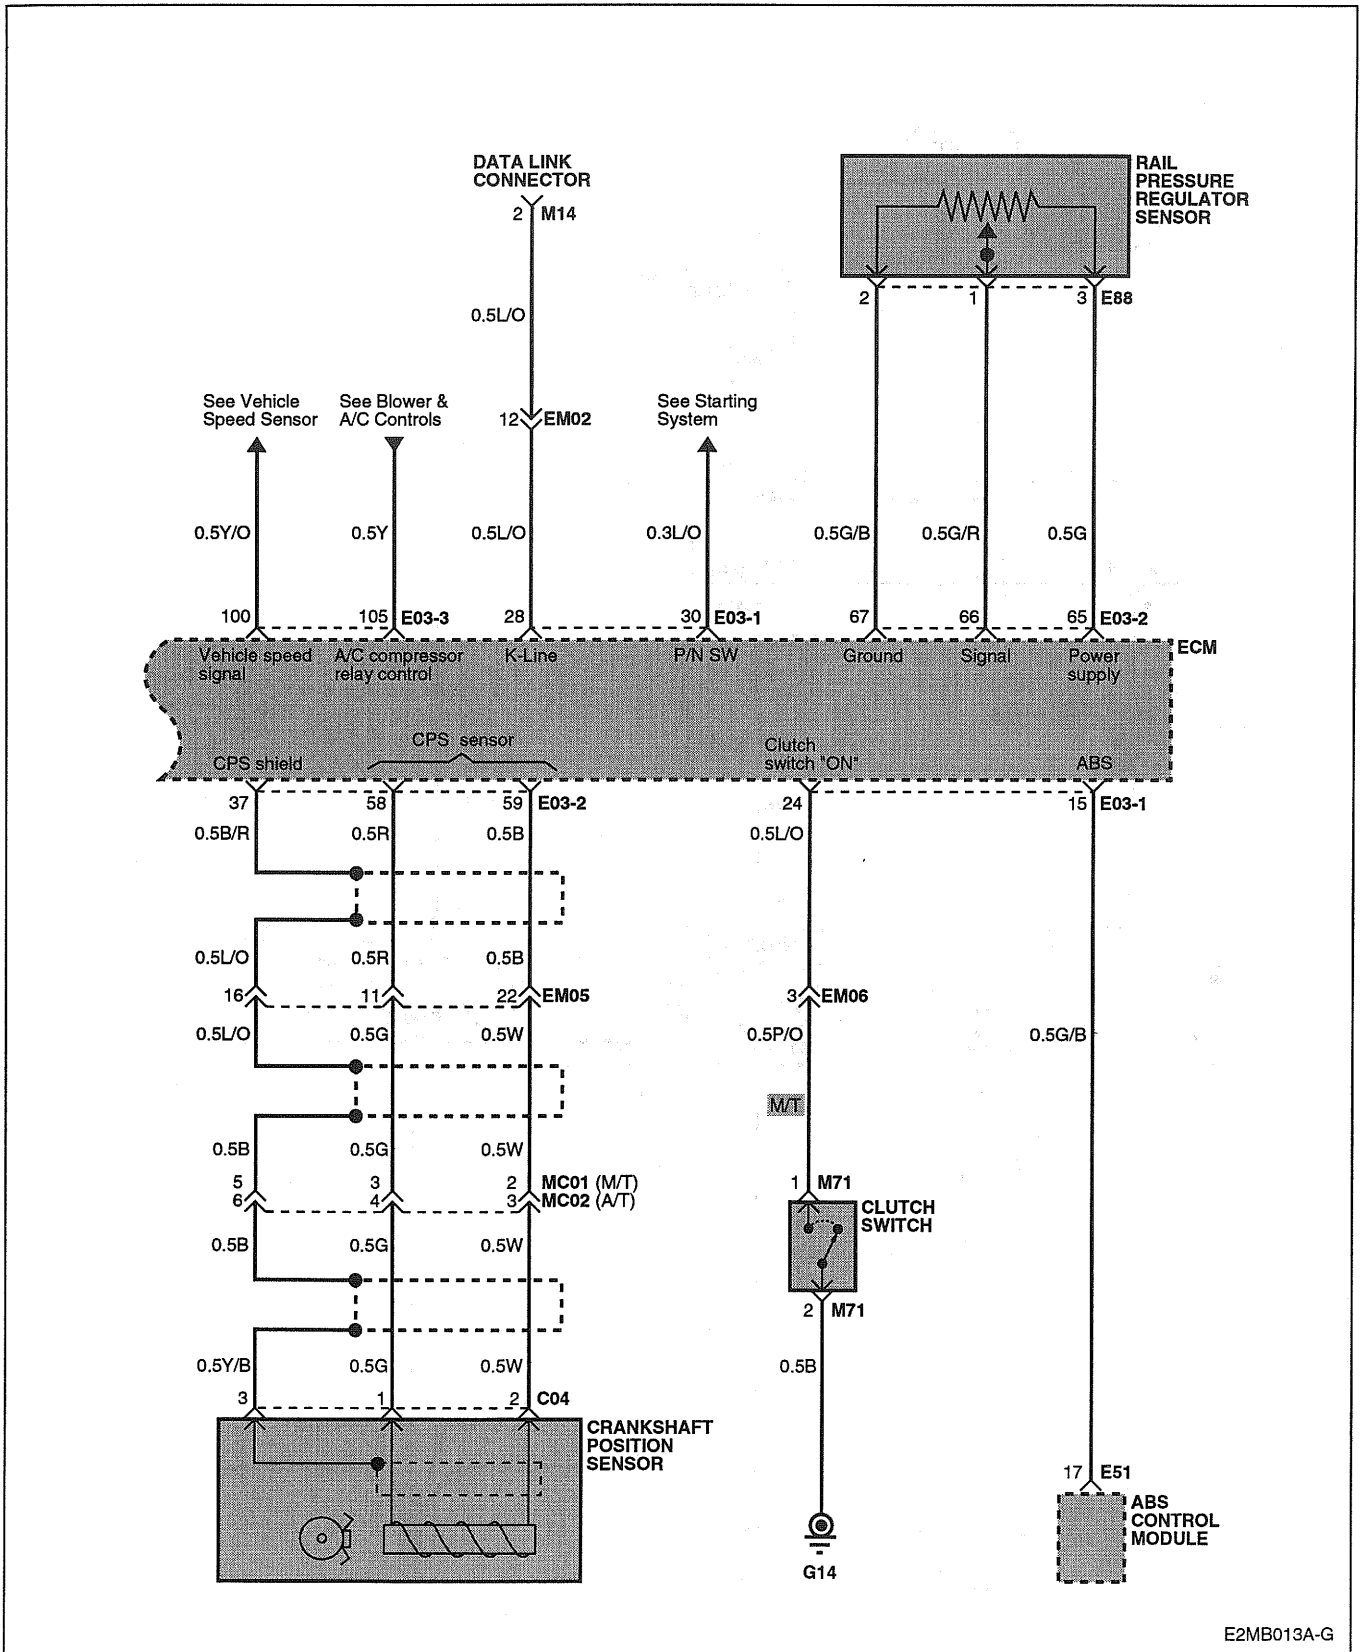 DATA LINK
CONNECTOR
2 M14
RAIL
PRESSURE
REGULATOR
SENSOR
2 1 3 E88
0.5L/O
See Vehicle
Speed Sensor
See Blower &
A/C Controls
12 EM02
See Starting
System
0.5Y/O 0.5Y 0.5L/O 0.3L/O 0.5G/B 0.5G/R 0.5G
100 105 E03-3 28 30 E03-1 67 66 65 E03-2
ECM
Vehicle speed
signal
A/C compressor
relay control
K-Line
P/N SW
Ground
Signal
Power
supply
CPS shield
CPS sensor
Clutch
switch "ON"
ABS
37 58 59 E03-2 24 15 E03-1
0.5B/R 0.5R 0.5B 0.5L/O
0.5L/O 0.5R 0.5B
16 11 22 EM05 3 EM06
0.5L/O 0.5G 0.5W 0.5P/O 0.5G/B
M/T
0.5B 0.5G 0.5W
5 3 2 MC01 (M/T)
6 4 3 MC02 (A/T)
1 M71
CLUTCH
SWITCH
0.5B 0.5G 0.5W
2 M71
0.5Y/B 0.5G 0.5W 0.5B
3 1 2 C04
CRANKSHAFT
POSITION
SENSOR
17 E51
ABS
CONTROL
MODULE
G14
E2MB013A-G